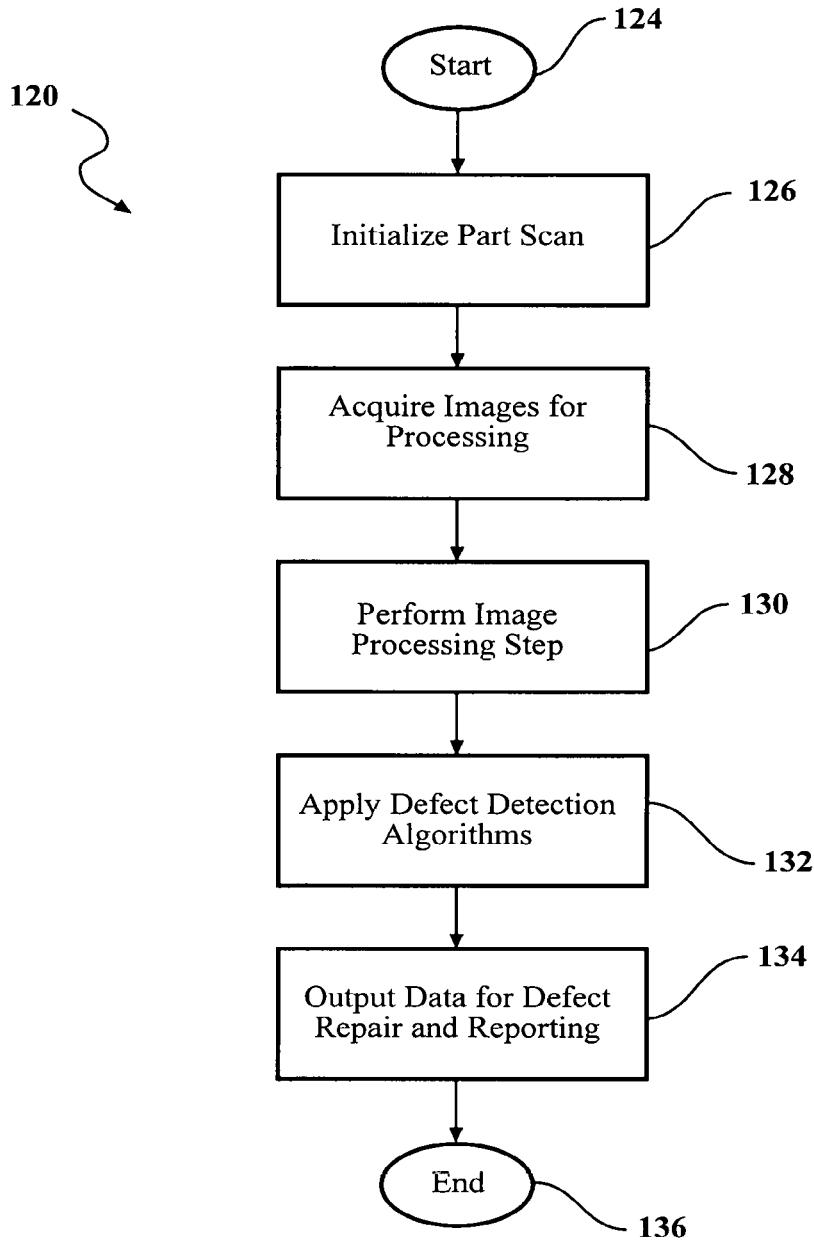 124
Start
120
126
Initialize Part Scan
Acquire Images for
Processing
128
Perform Image
Processing Step
130
Apply Defect Detection
Algorithms
132
134
Output Data for Defect
Repair and Reporting
End
136